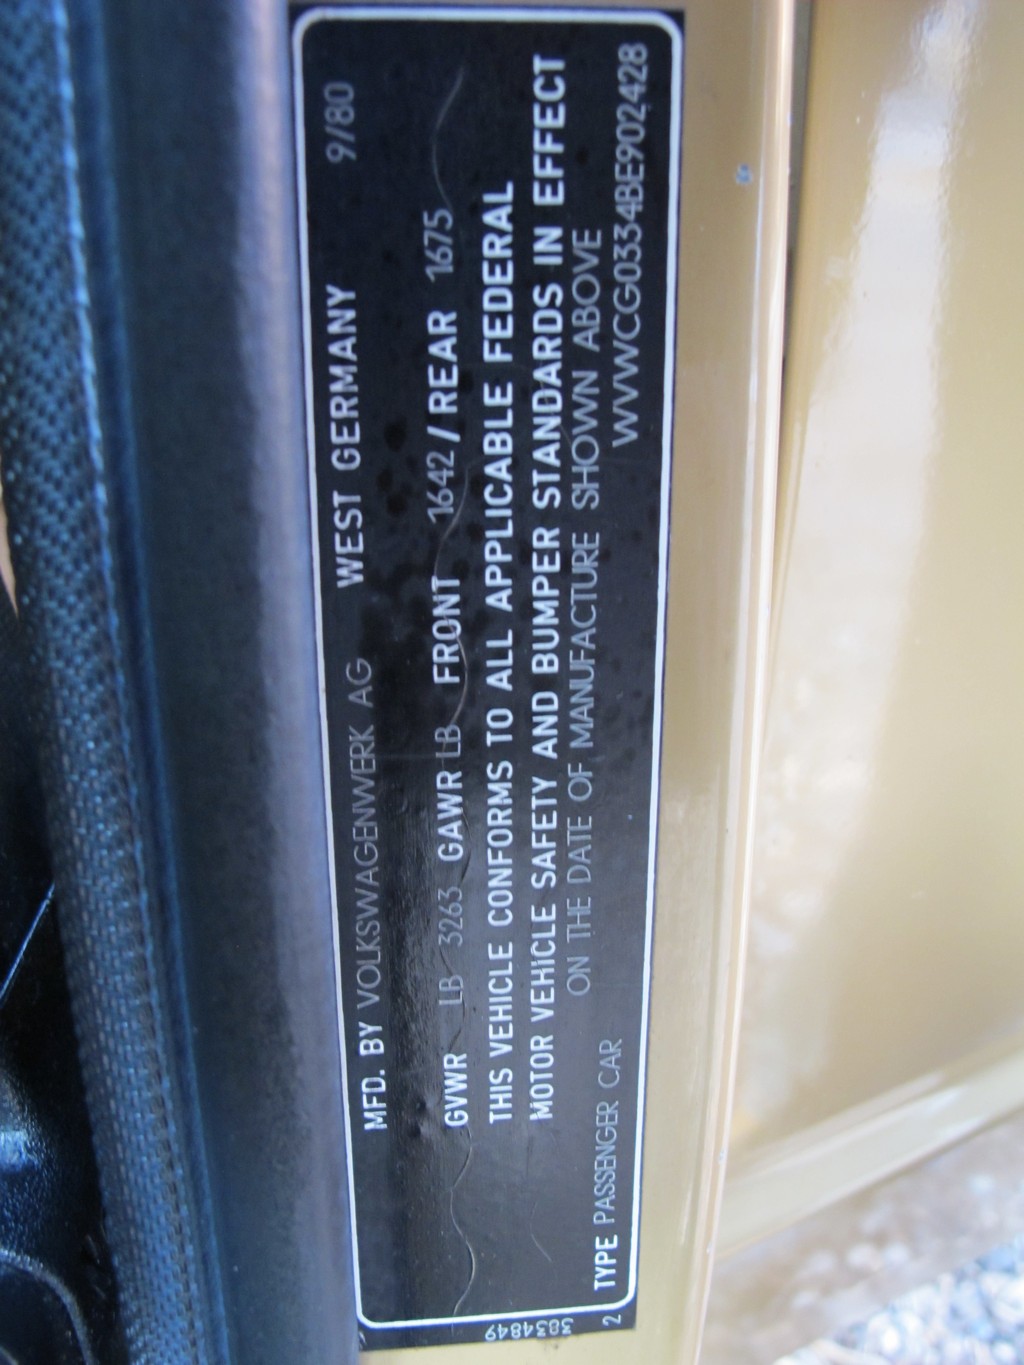 MFD. BY VOLKSWAGENWERK AG WEST GERMANY 9/80
GVWR LB 3263 GAWR LB FRONT 1642 / REAR 1675
THIS VEHICLE CONFORMS TO ALL APPLICABLE FEDERAL
MOTOR VEHICLE SAFETY AND BUMPER STANDARDS IN EFFECT
ON THE DATE OF MANUFACTURE SHOWN ABOVE
TYPE PASSENGER CAR WVWCG0334BE902428
2